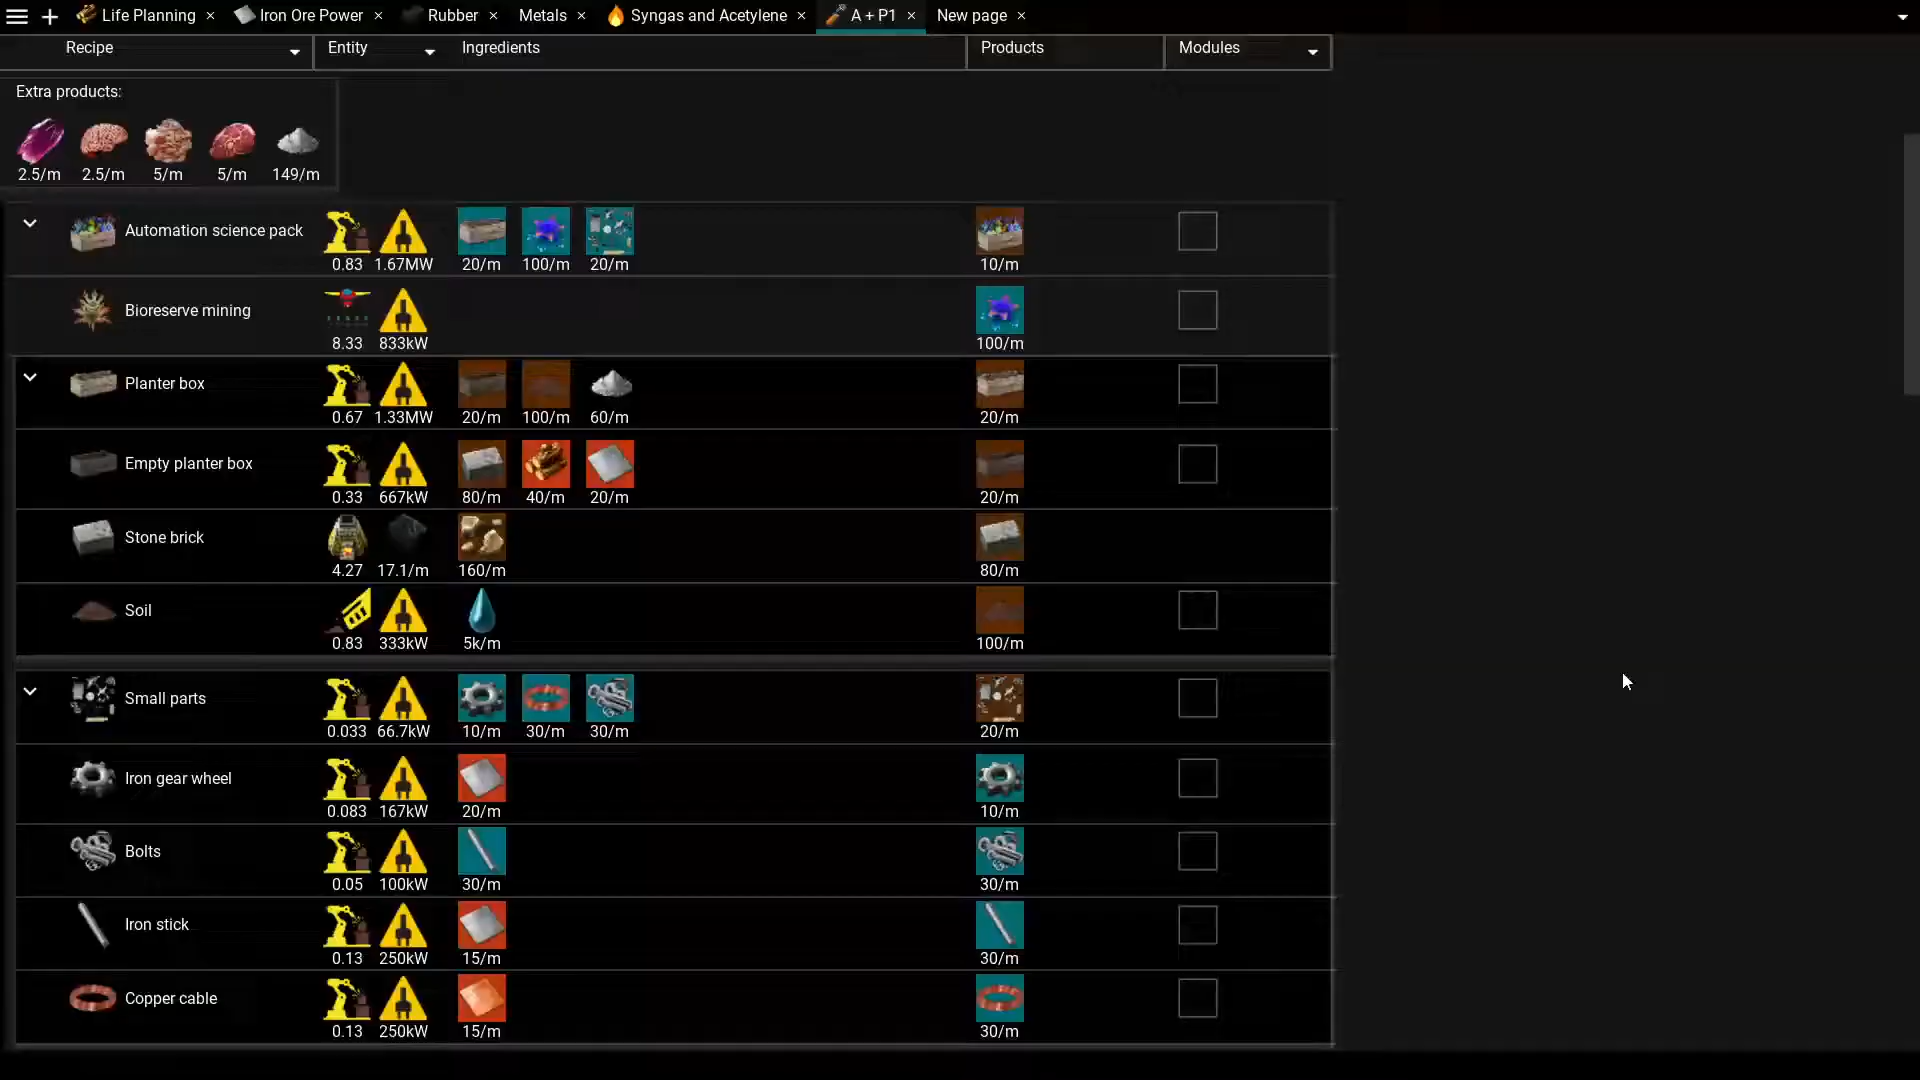 Life Planning × Iron Ore Power × Rubber × Metals × Syngas and Acetylene × A + P1 × New page ×
Recipe Entity Ingredients Products Modules
Extra products:
2.5/m 2.5/m 5/m 5/m 149/m
Automation science pack
0.83 1.67MW 20/m 100/m 20/m 10/m
Bioreserve mining
8.33 833kW 100/m
Planter box
0.67 1.33MW 20/m 100/m 60/m 20/m
Empty planter box
0.33 667kW 80/m 40/m 20/m 20/m
Stone brick
4.27 17.1/m 160/m 80/m
Soil
0.83 333kW 5k/m 100/m
Small parts
0.033 66.7kW 10/m 30/m 30/m 20/m
Iron gear wheel
0.083 167kW 20/m 10/m
Bolts
0.05 100kW 30/m 30/m
Iron stick
0.13 250kW 15/m 30/m
Copper cable
0.13 250kW 15/m 30/m